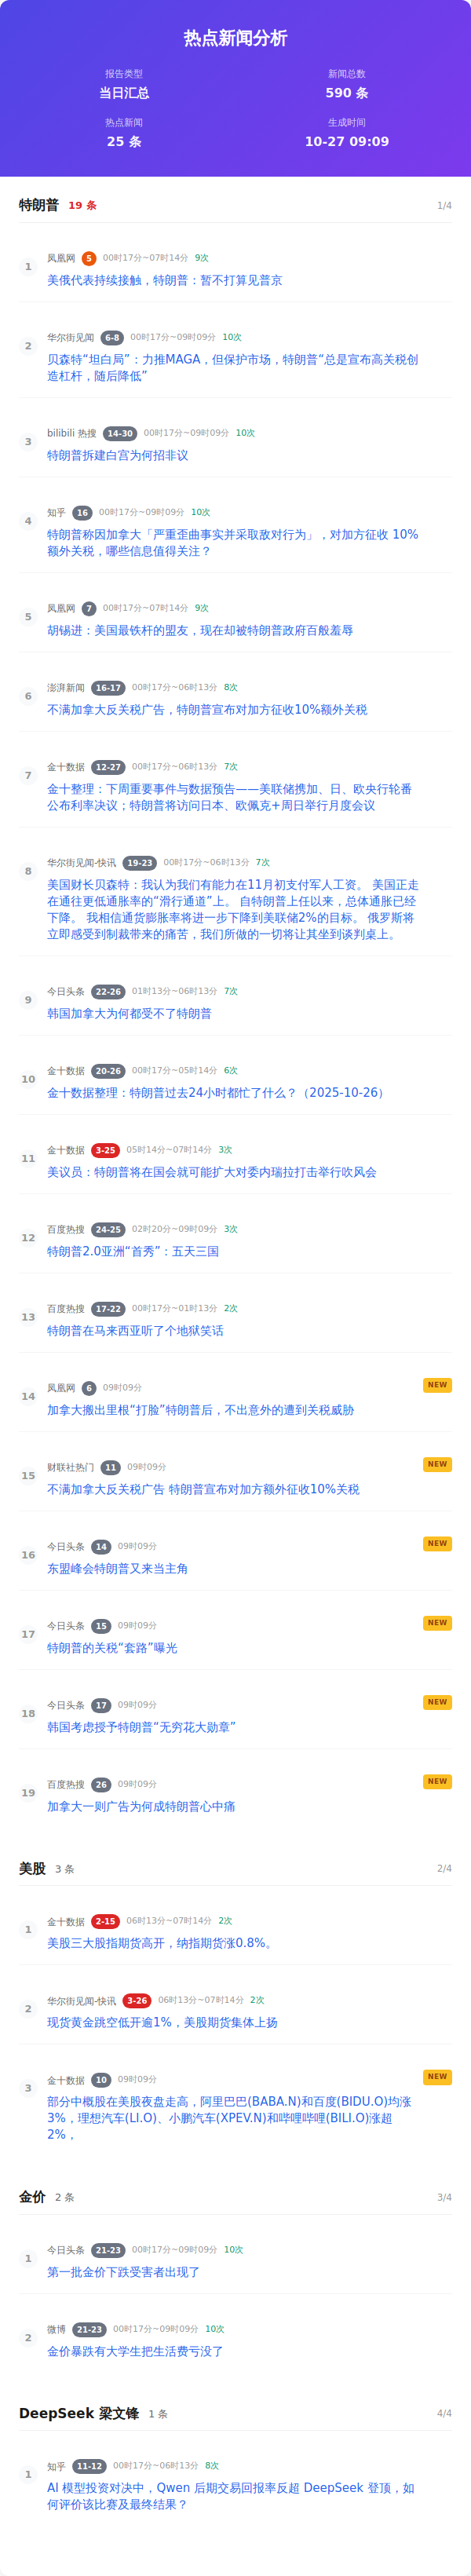 热点新闻分析
报告类型
新闻总数
当日汇总
590 条
热点新闻
生成时间
25 条
10-27 09:09
特朗普 19 条 1/4
1
凤凰网 5 00时17分~07时14分 9次
美俄代表持续接触，特朗普：暂不打算见普京
2
华尔街见闻 6-8 00时17分~09时09分 10次
贝森特“坦白局”：力推MAGA，但保护市场，特朗普“总是宣布高关税创
造杠杆，随后降低”
3
bilibili 热搜 14-30 00时17分~09时09分 10次
特朗普拆建白宫为何招非议
4
知乎 16 00时17分~09时09分 10次
特朗普称因加拿大「严重歪曲事实并采取敌对行为」，对加方征收 10%
额外关税，哪些信息值得关注？
5
凤凰网 7 00时17分~07时14分 9次
胡锡进：美国最铁杆的盟友，现在却被特朗普政府百般羞辱
6
澎湃新闻 16-17 00时17分~06时13分 8次
不满加拿大反关税广告，特朗普宣布对加方征收10%额外关税
7
金十数据 12-27 00时17分~06时13分 7次
金十整理：下周重要事件与数据预告——美联储携加、日、欧央行轮番
公布利率决议；特朗普将访问日本、欧佩克+周日举行月度会议
8
华尔街见闻-快讯 19-23 00时17分~06时13分 7次
美国财长贝森特：我认为我们有能力在11月初支付军人工资。 美国正走
在通往更低通胀率的“滑行通道”上。 自特朗普上任以来，总体通胀已经
下降。 我相信通货膨胀率将进一步下降到美联储2%的目标。 俄罗斯将
立即感受到制裁带来的痛苦，我们所做的一切将让其坐到谈判桌上。
9
今日头条 22-26 01时13分~06时13分 7次
韩国加拿大为何都受不了特朗普
10
金十数据 20-26 00时17分~05时14分 6次
金十数据整理：特朗普过去24小时都忙了什么？（2025-10-26）
11
金十数据 3-25 05时14分~07时14分 3次
美议员：特朗普将在国会就可能扩大对委内瑞拉打击举行吹风会
12
百度热搜 24-25 02时20分~09时09分 3次
特朗普2.0亚洲“首秀”：五天三国
13
百度热搜 17-22 00时17分~01时13分 2次
特朗普在马来西亚听了个地狱笑话
14
凤凰网 6 09时09分 NEW
加拿大搬出里根“打脸”特朗普后，不出意外的遭到关税威胁
15
财联社热门 11 09时09分 NEW
不满加拿大反关税广告 特朗普宣布对加方额外征收10%关税
16
今日头条 14 09时09分 NEW
东盟峰会特朗普又来当主角
17
今日头条 15 09时09分 NEW
特朗普的关税“套路”曝光
18
今日头条 17 09时09分 NEW
韩国考虑授予特朗普“无穷花大勋章”
19
百度热搜 26 09时09分 NEW
加拿大一则广告为何成特朗普心中痛
美股 3 条 2/4
1
金十数据 2-15 06时13分~07时14分 2次
美股三大股指期货高开，纳指期货涨0.8%。
2
华尔街见闻-快讯 3-26 06时13分~07时14分 2次
现货黄金跳空低开逾1%，美股期货集体上扬
3
金十数据 10 09时09分 NEW
部分中概股在美股夜盘走高，阿里巴巴(BABA.N)和百度(BIDU.O)均涨
3%，理想汽车(LI.O)、小鹏汽车(XPEV.N)和哔哩哔哩(BILI.O)涨超
2%，
金价 2 条 3/4
1
今日头条 21-23 00时17分~09时09分 10次
第一批金价下跌受害者出现了
2
微博 21-23 00时17分~09时09分 10次
金价暴跌有大学生把生活费亏没了
DeepSeek 梁文锋 1 条 4/4
1
知乎 11-12 00时17分~06时13分 8次
AI 模型投资对决中，Qwen 后期交易回报率反超 DeepSeek 登顶，如
何评价该比赛及最终结果？